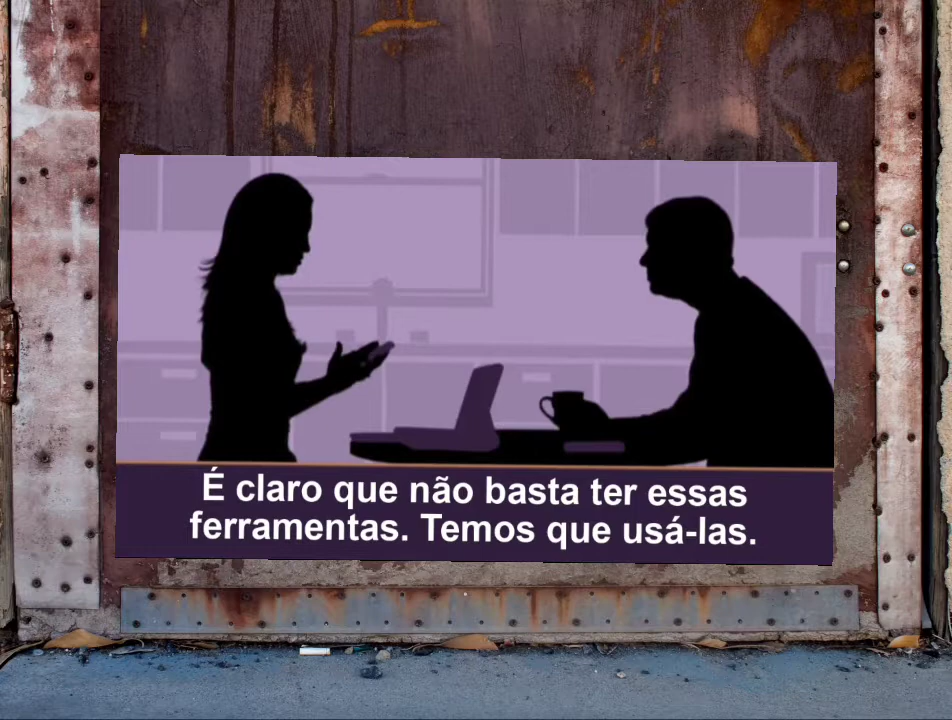 É claro que não basta ter essas
ferramentas. Temos que usá-las.